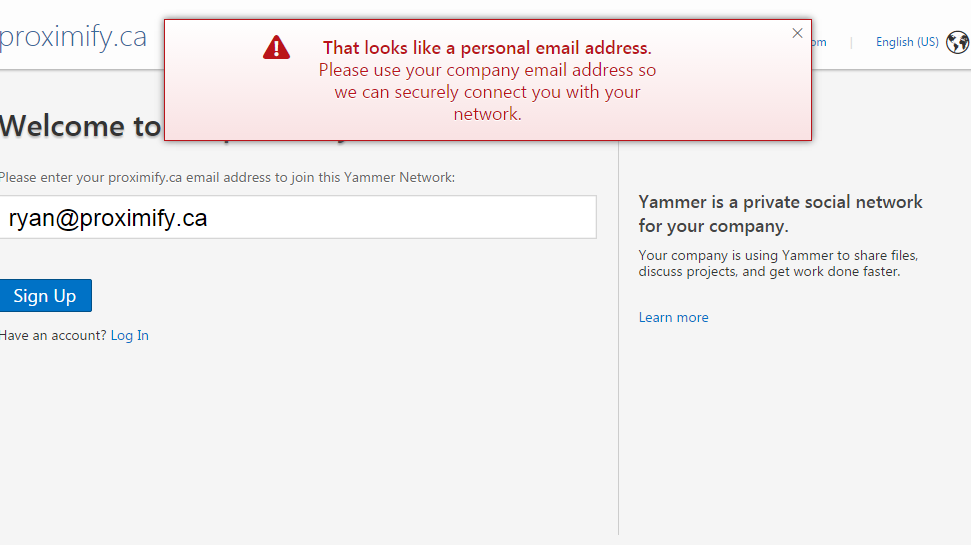 proximify.ca
That looks like a personal email address.
Please use your company email address so
we can securely connect you with your
network.
English (US)
Welcome to
Please enter your proximify.ca email address to join this Yammer Network:
ryan@proximify.ca
Sign Up
Have an account? Log In
Yammer is a private social network
for your company.
Your company is using Yammer to share files,
discuss projects, and get work done faster.
Learn more